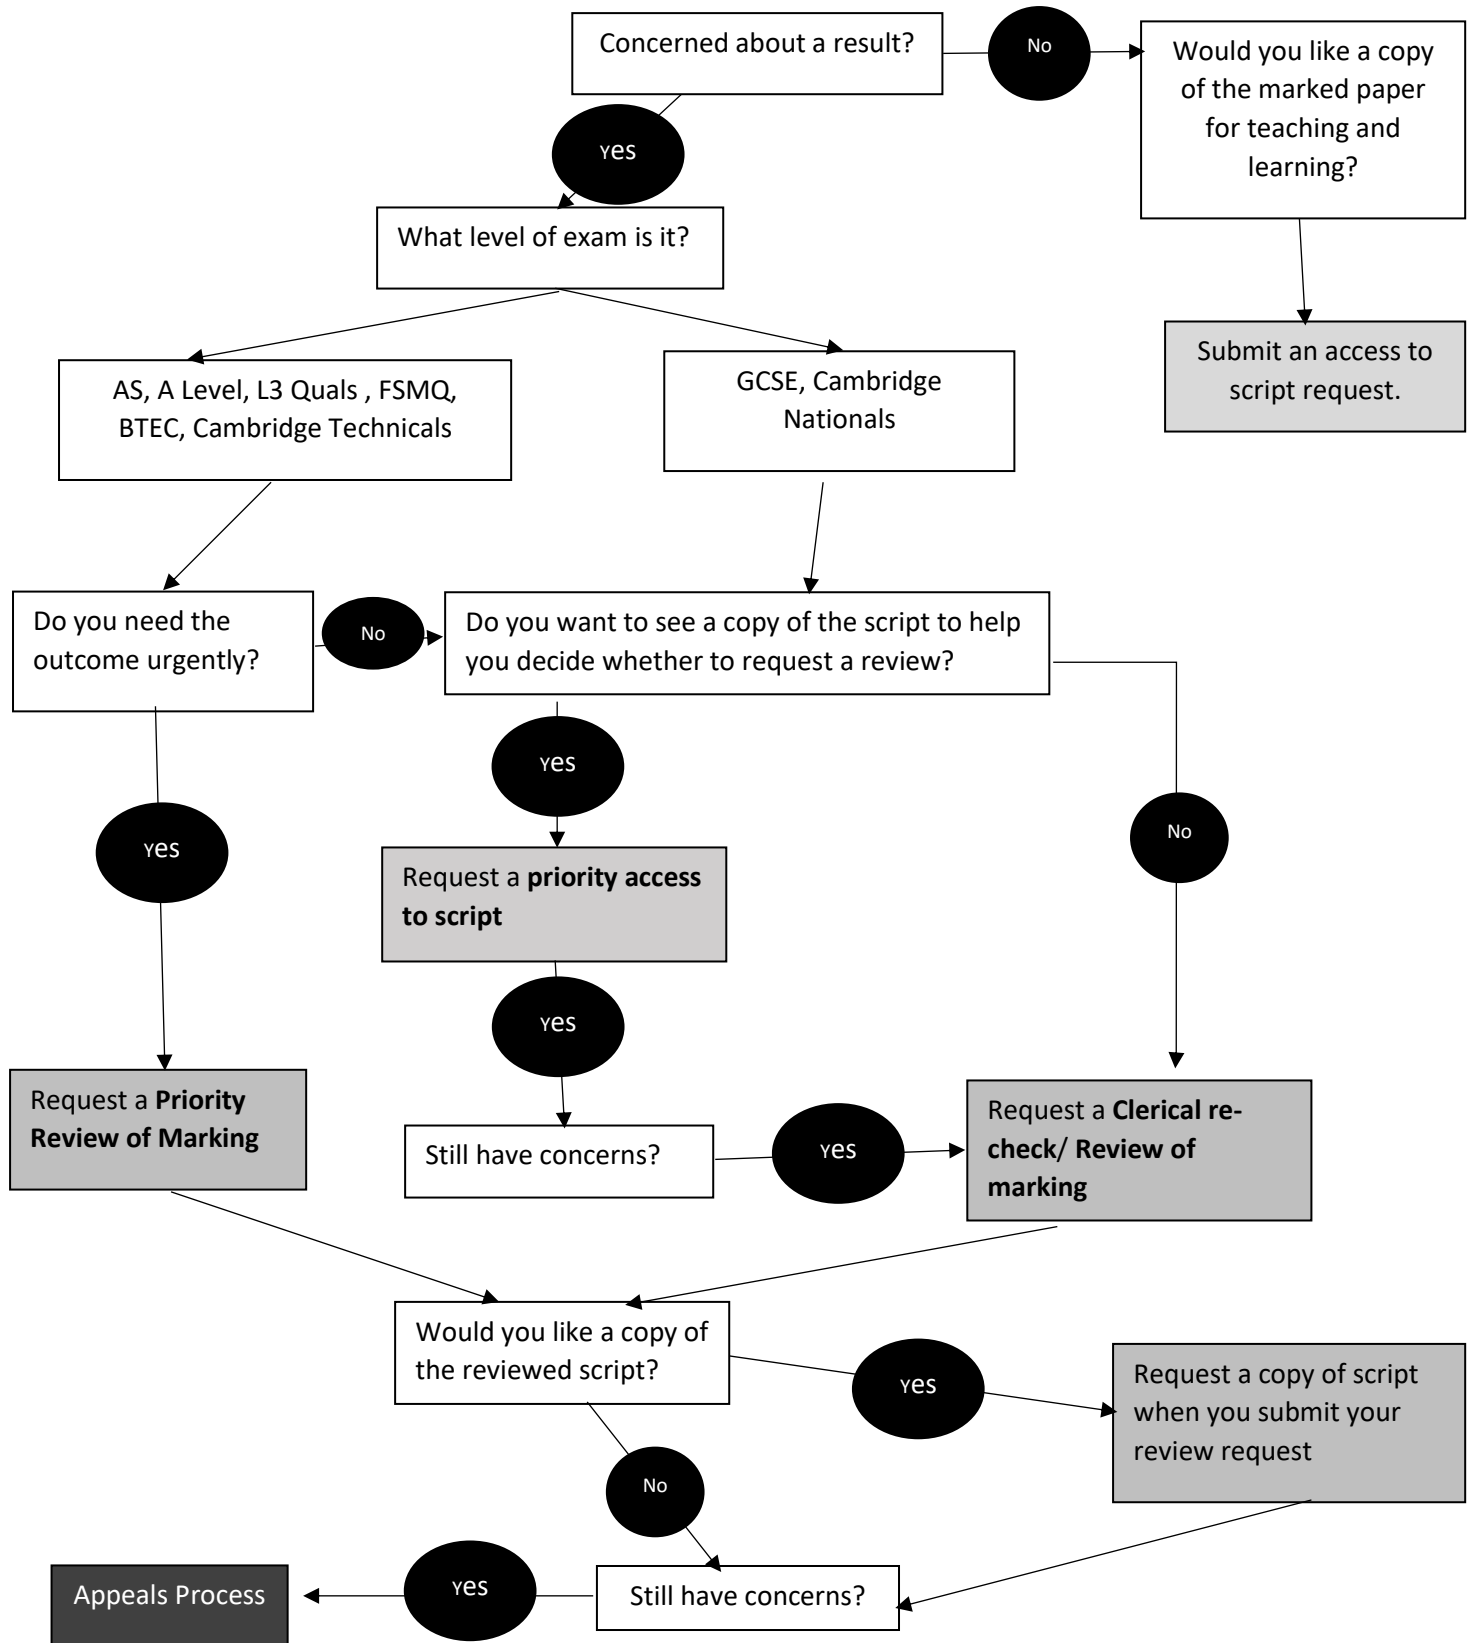 Concerned about a result?
No
Would you like a copy
of the marked paper
for teaching and
learning?
Yes
What level of exam is it?
Submit an access to
script request.
AS, A Level, L3 Quals , FSMQ,
BTEC, Cambridge Technicals
GCSE, Cambridge
Nationals
Do you need the
outcome urgently?
No
Do you want to see a copy of the script to help
you decide whether to request a review?
Yes
Yes
No
Request a priority access
to script
Yes
Request a Priority
Review of Marking
Still have concerns?
Yes
Request a Clerical re-
check/ Review of
marking
Would you like a copy of
the reviewed script?
Yes
Request a copy of script
when you submit your
review request
No
Appeals Process
Yes
Still have concerns?